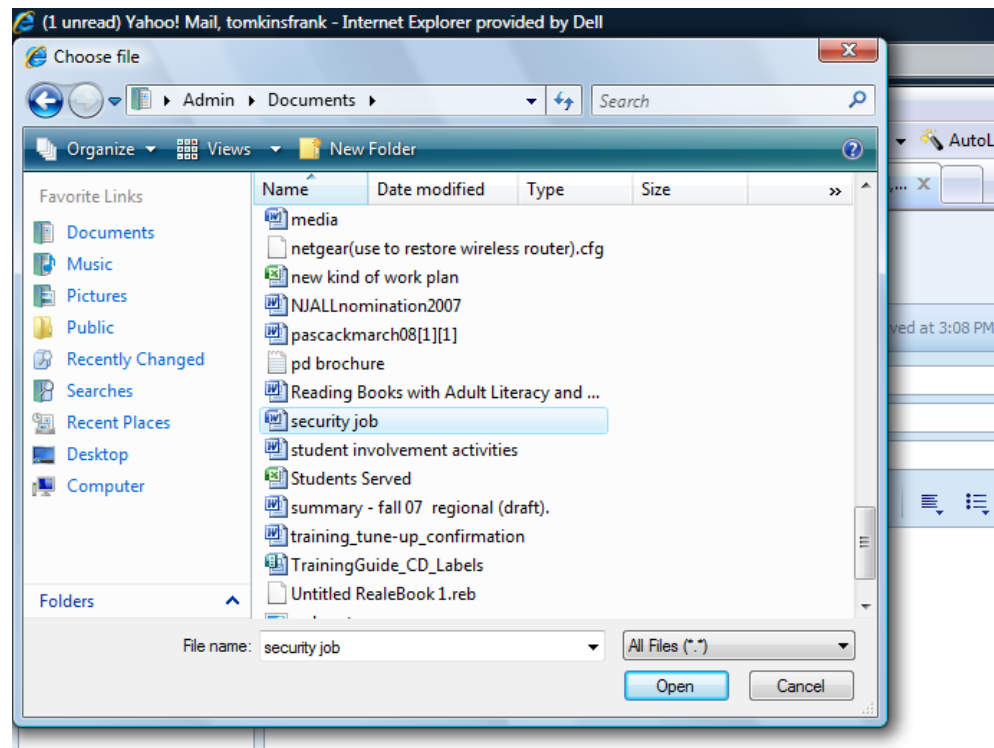 (1 unread) Yahoo! Mail, tomkinsfrank - Internet Explorer provided by Dell
Choose file
Admin Documents
Search
Organize Views New Folder
AutoL
Favorite Links
Documents
Music
Pictures
Public
Recently Changed
Searches
Recent Places
Desktop
Computer
Folders
Name Date modified Type Size »
media
netgear(use to restore wireless router).cfg
new kind of work plan
NJALLnomination2007
pascackmarch08[1][1]
pd brochure
Reading Books with Adult Literacy and ...
security job
student involvement activities
Students Served
summary - fall 07 regional (draft).
training_tune-up_confirmation
TrainingGuide_CD_Labels
Untitled RealeBook 1.reb
ved at 3:08 PM
File name: security job All Files (*.*)
Open Cancel